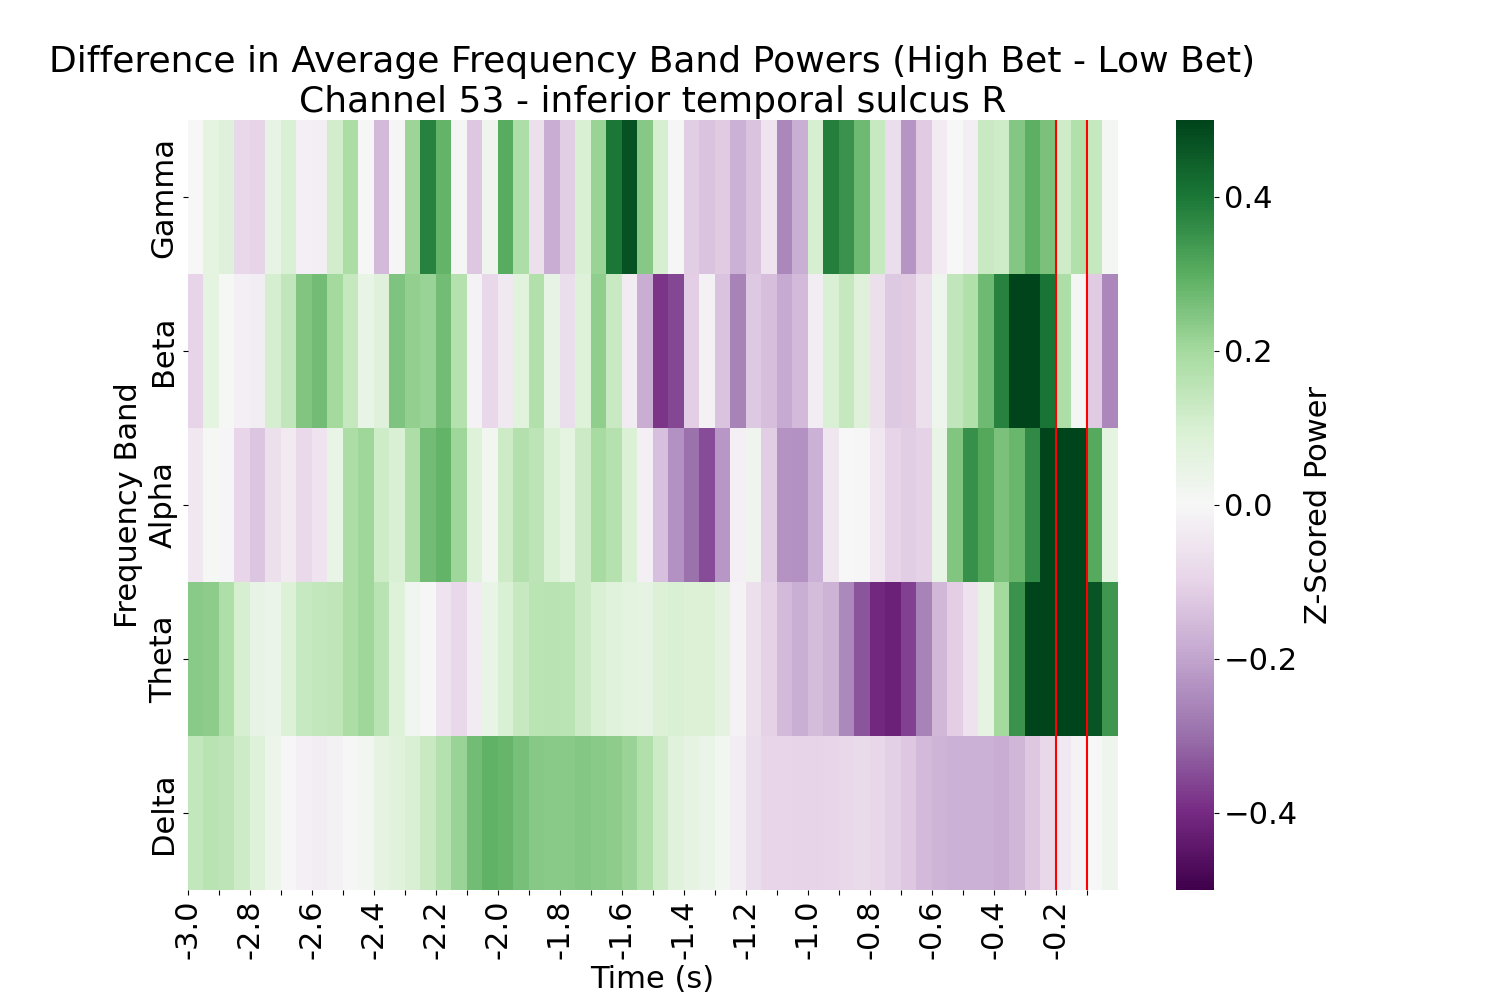 Difference in Average Frequency Band Powers (High Bet - Low Bet)
Channel 53 - inferior temporal sulcus R
Frequency Band
Gamma
Beta
Alpha
Theta
Delta
-3.0
-2.8
-2.6
-2.4
-2.2
-2.0
-1.8
-1.6
-1.4
-1.2
-1.0
-0.8
-0.6
-0.4
-0.2
Time (s)
0.4
0.2
0.0
−0.2
−0.4
Z-Scored Power